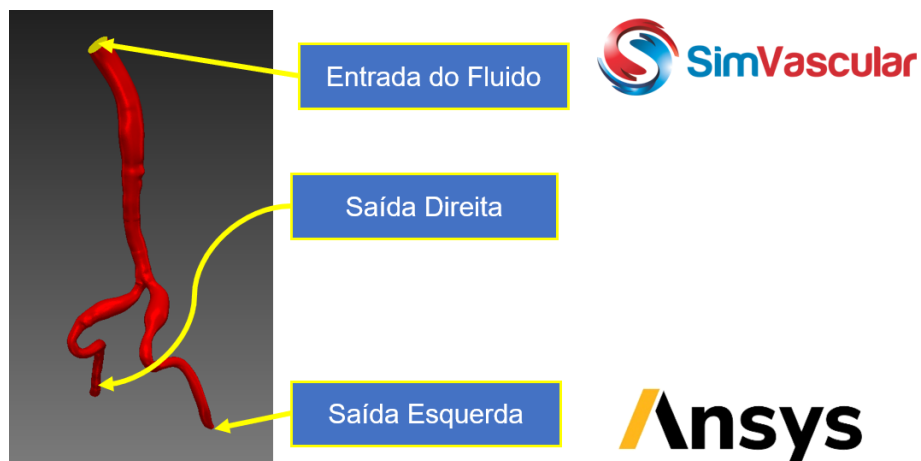 Entrada do Fluido
SimVascular
Saída Direita
Saída Esquerda
Ansys